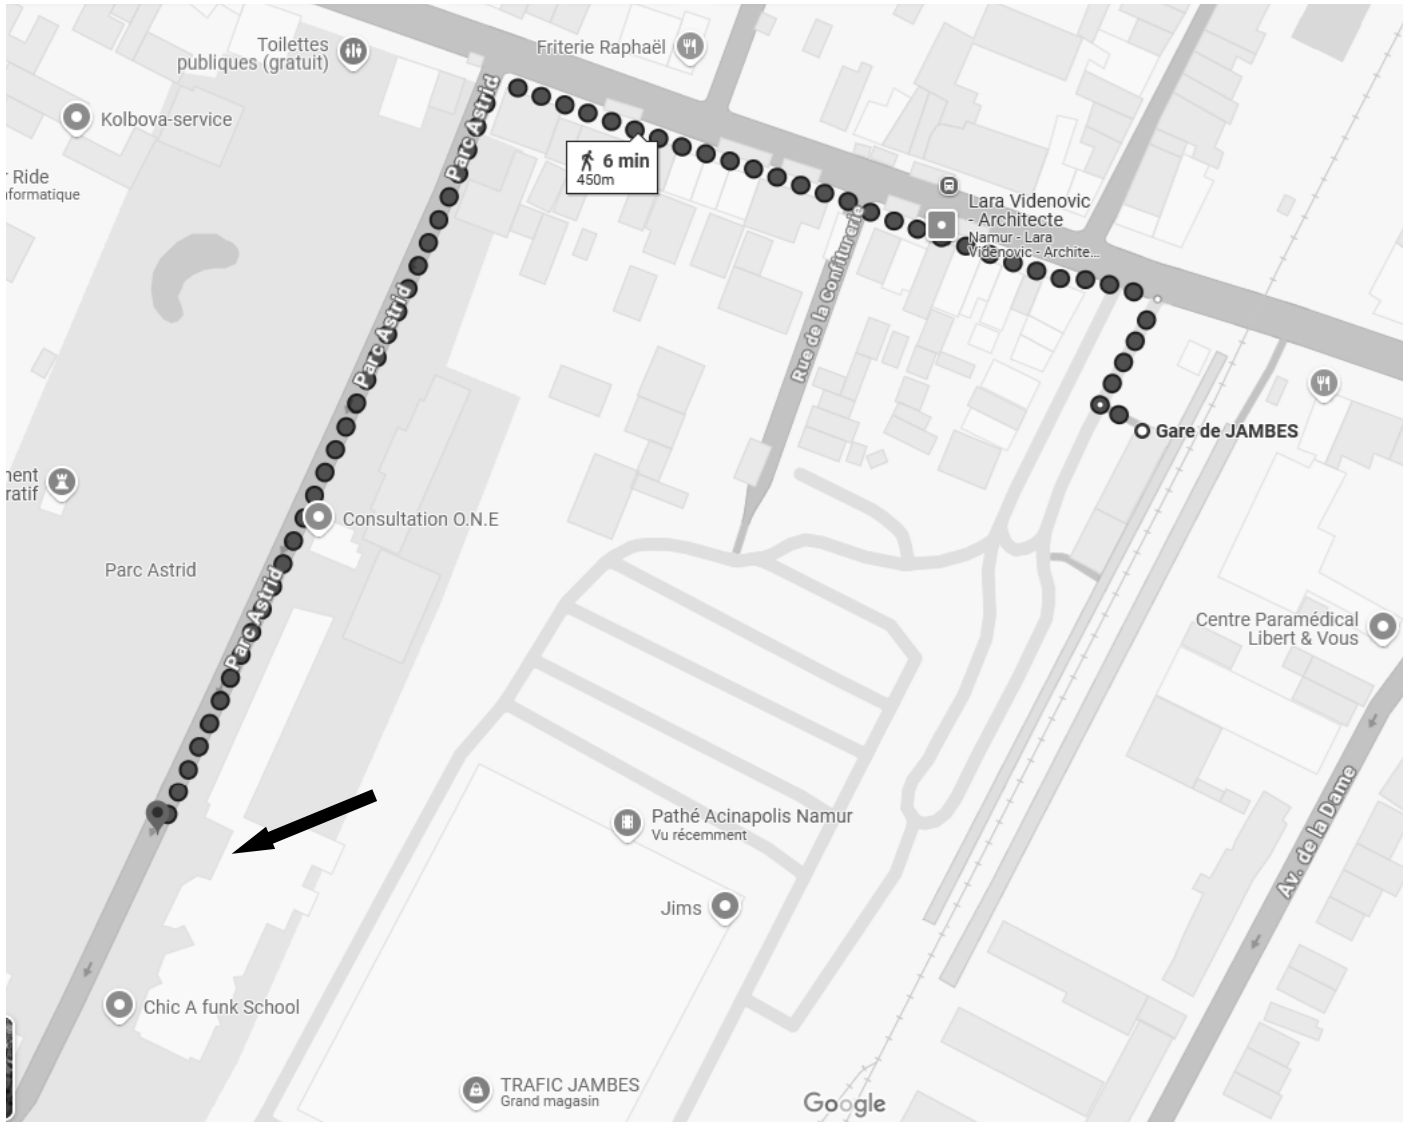 Toilettes
publiques (gratuit)
Friterie Raphaël
Kolbova-service
Parc Astrid
6 min
450m
r Ride
Lara Videnovic
- Architecte
Namur - Lara
Videnovic - Archite...
Rue de la Confiturerie
Parc Astrid
Gare de JAMBES
Consultation O.N.E
Parc Astrid
Parc Astrid
Centre Paramédical
Libert & Vous
Pathé Acinapolis Namur
Vu récemment
Av. de la Dame
Jims
Chic A funk School
TRAFIC JAMBES
Grand magasin
Google